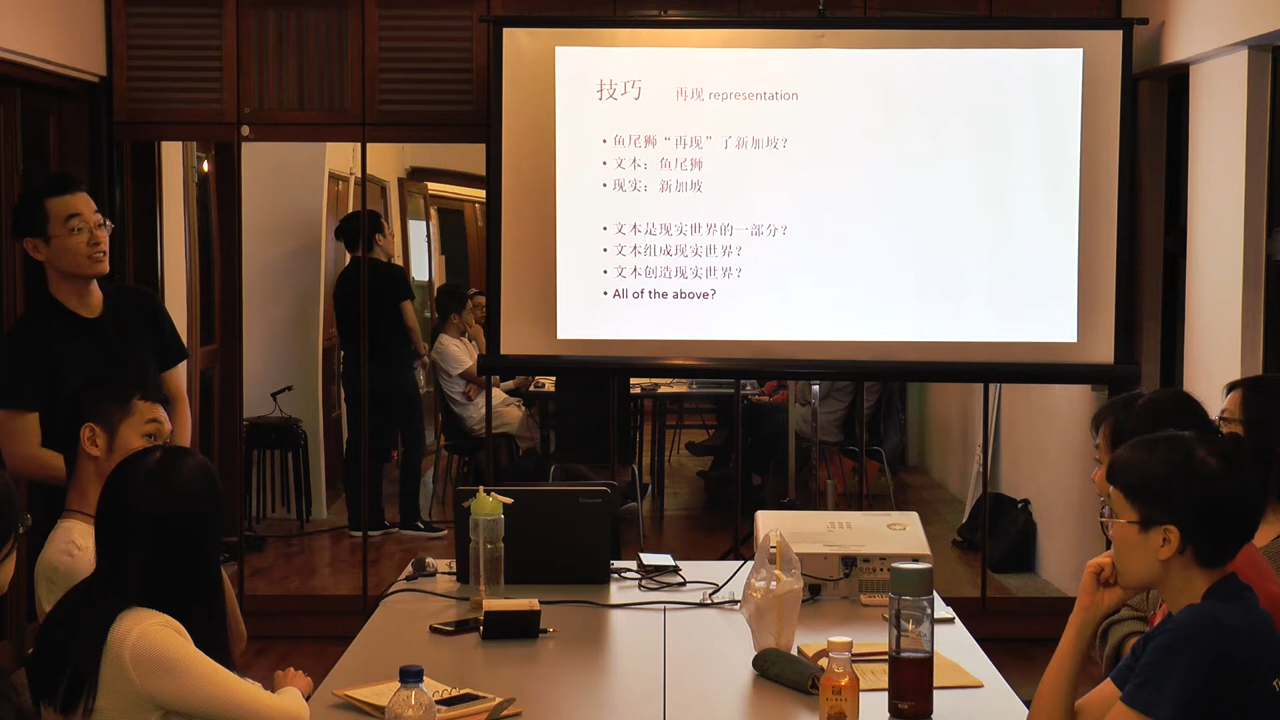 技巧 再现 representation
• 鱼尾狮“再现”了新加坡？
• 文本：鱼尾狮
• 现实：新加坡
• 文本是现实世界的一部分？
• 文本组成现实世界？
• 文本创造现实世界？
• All of the above?